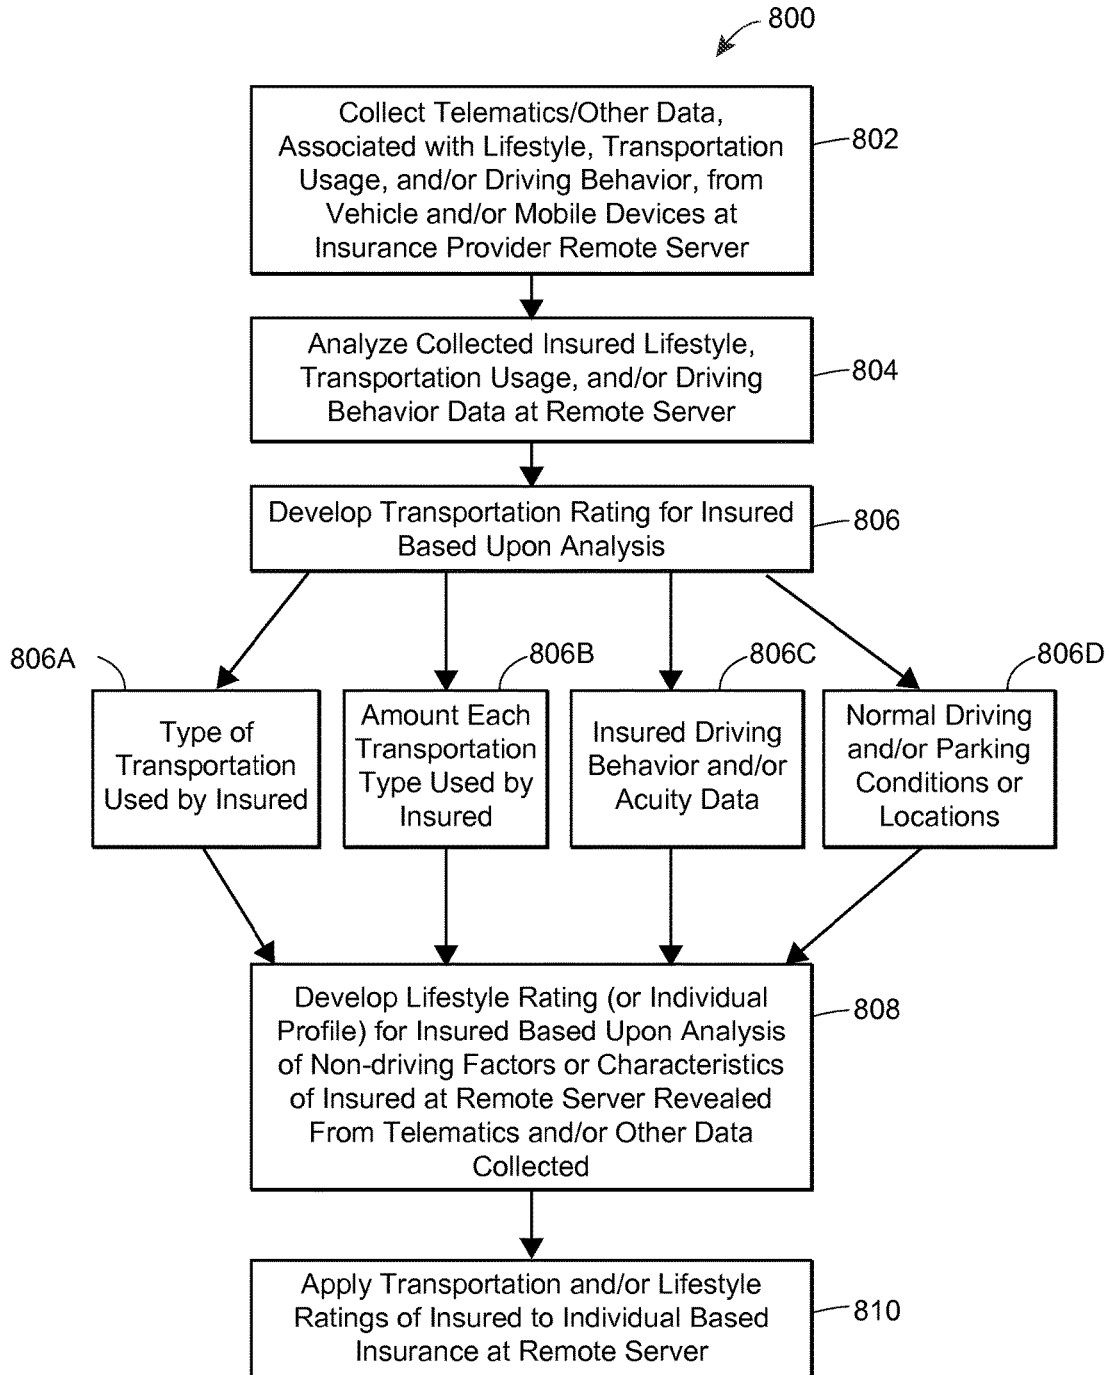 800
Collect Telematics/Other Data,
Associated with Lifestyle, Transportation
Usage, and/or Driving Behavior, from
Vehicle and/or Mobile Devices at
Insurance Provider Remote Server
802
Analyze Collected Insured Lifestyle,
Transportation Usage, and/or Driving
Behavior Data at Remote Server
804
Develop Transportation Rating for Insured
Based Upon Analysis
806
806A
Type of
Transportation
Used by Insured
806B
Amount Each
Transportation
Type Used by
Insured
806C
Insured Driving
Behavior and/or
Acuity Data
806D
Normal Driving
and/or Parking
Conditions or
Locations
Develop Lifestyle Rating (or Individual
Profile) for Insured Based Upon Analysis
of Non-driving Factors or Characteristics
of Insured at Remote Server Revealed
From Telematics and/or Other Data
Collected
808
Apply Transportation and/or Lifestyle
Ratings of Insured to Individual Based
Insurance at Remote Server
810